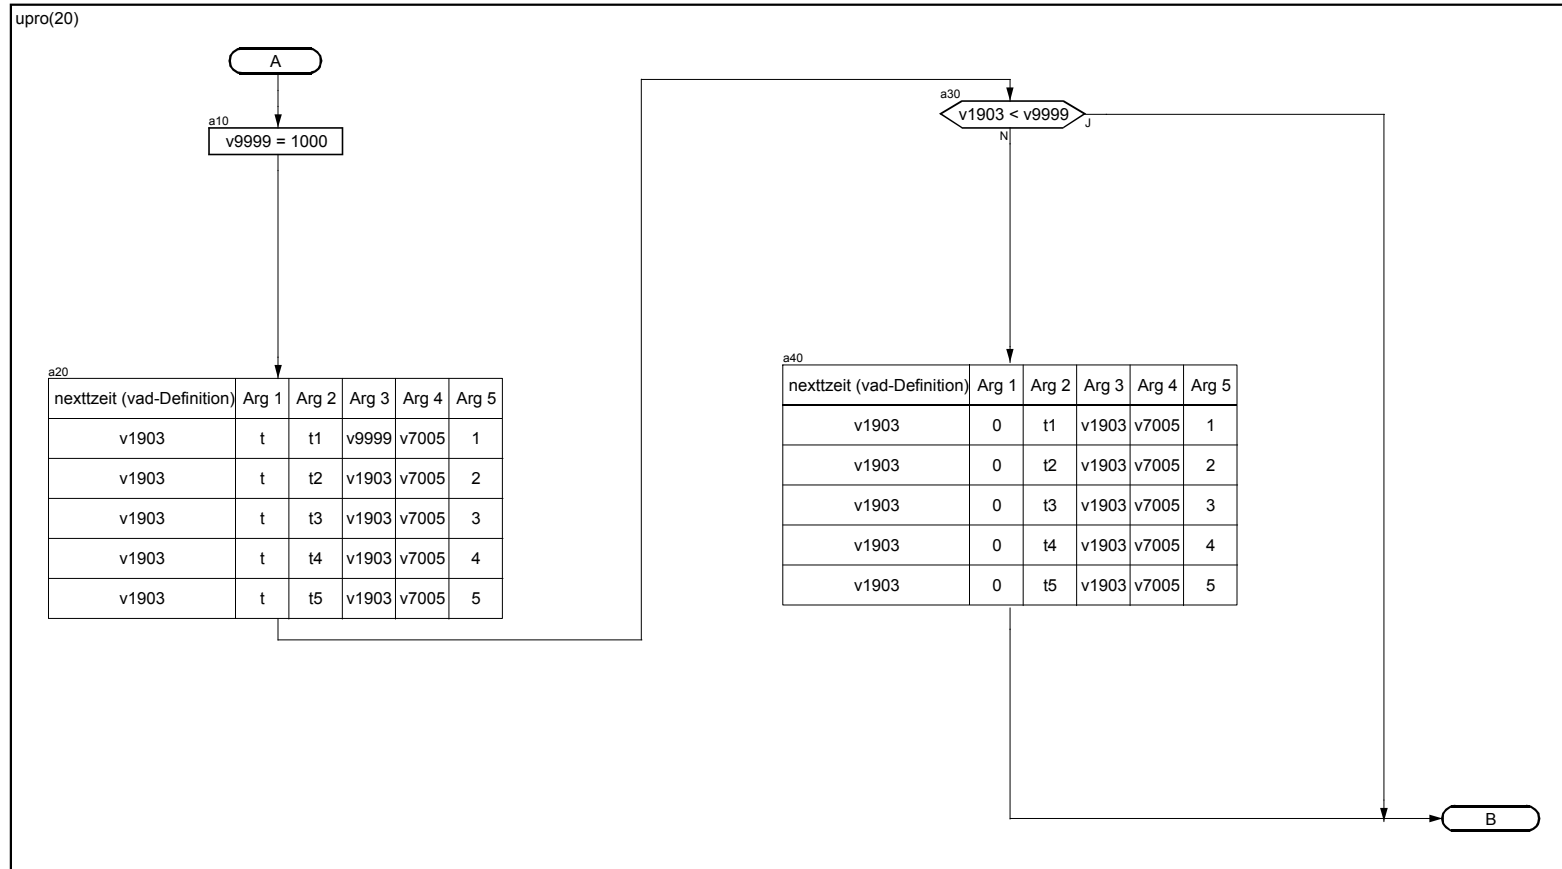 upro(20)
A
a10
v9999 = 1000
a20
nexttzeit (vad-Definition) Arg 1 Arg 2 Arg 3 Arg 4 Arg 5
v1903 t t1 v9999 v7005 1
v1903 t t2 v1903 v7005 2
v1903 t t3 v1903 v7005 3
v1903 t t4 v1903 v7005 4
v1903 t t5 v1903 v7005 5
a30
v1903 < v9999
J
N
a40
nexttzeit (vad-Definition) Arg 1 Arg 2 Arg 3 Arg 4 Arg 5
v1903 0 t1 v1903 v7005 1
v1903 0 t2 v1903 v7005 2
v1903 0 t3 v1903 v7005 3
v1903 0 t4 v1903 v7005 4
v1903 0 t5 v1903 v7005 5
B